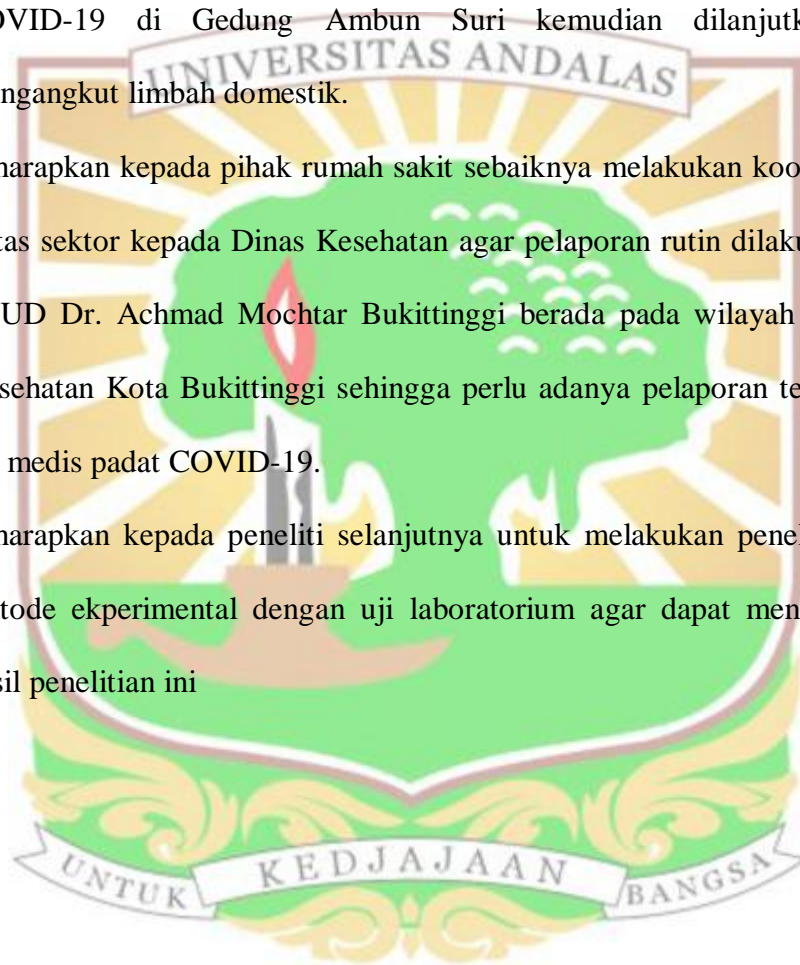 OVID-19 di Gedung Ambun Suri kemudian dilanjutk
UNIVERSITAS ANDALAS
ngangkut limbah domestik.
harapkan kepada pihak rumah sakit sebaiknya melakukan koo
tas sektor kepada Dinas Kesehatan agar pelaporan rutin dilaku
UD Dr. Achmad Mochtar Bukittinggi berada pada wilayah
sehatan Kota Bukittinggi sehingga perlu adanya pelaporan te
medis padat COVID-19.
harapkan kepada peneliti selanjutnya untuk melakukan pene
tode ekperimental dengan uji laboratorium agar dapat men
sil penelitian ini
UNTUK KEDJAJAAN BANGSA